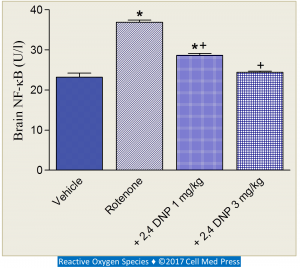 Brain NF-κB (U/l)
40
30
20
10
0
*
*+
+
Vehicle
Rotenone
+ 2,4 DNP 1 mg/kg
+ 2,4 DNP 3 mg/kg
Reactive Oxygen Species ♦ ©2017 Cell Med Press